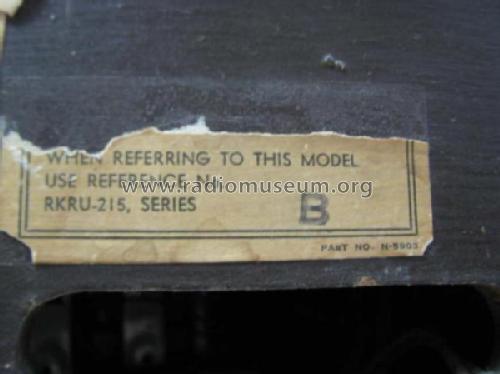 WHEN REFERRING TO THIS MODEL
USE REFERENCE
RKRU-215, SERIES B
PART NO. N-5903
www.radiomuseum.org